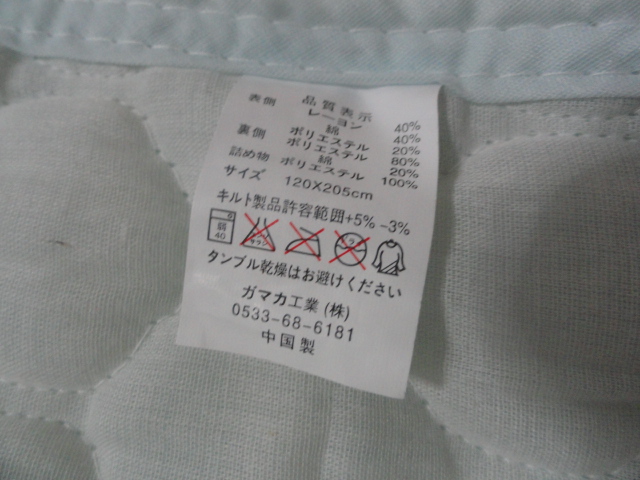 品質表示
表側 レーヨン 40%
綿 40%
ポリエステル 20%
裏側 ポリエステル 80%
綿 20%
詰め物 ポリエステル 100%
サイズ 120X205cm
キルト製品許容範囲+5% -3%
弱 40
タンブル乾燥はお避けください
ガマカ工業(株)
0533-68-6181
中国製